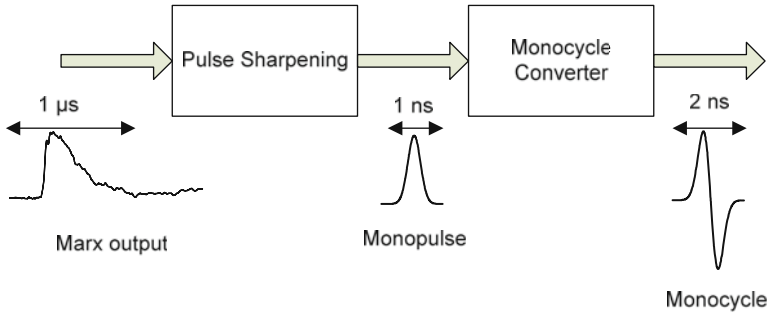 Pulse Sharpening
Monocycle
Converter
1 µs
1 ns
2 ns
Marx output
Monopulse
Monocycle